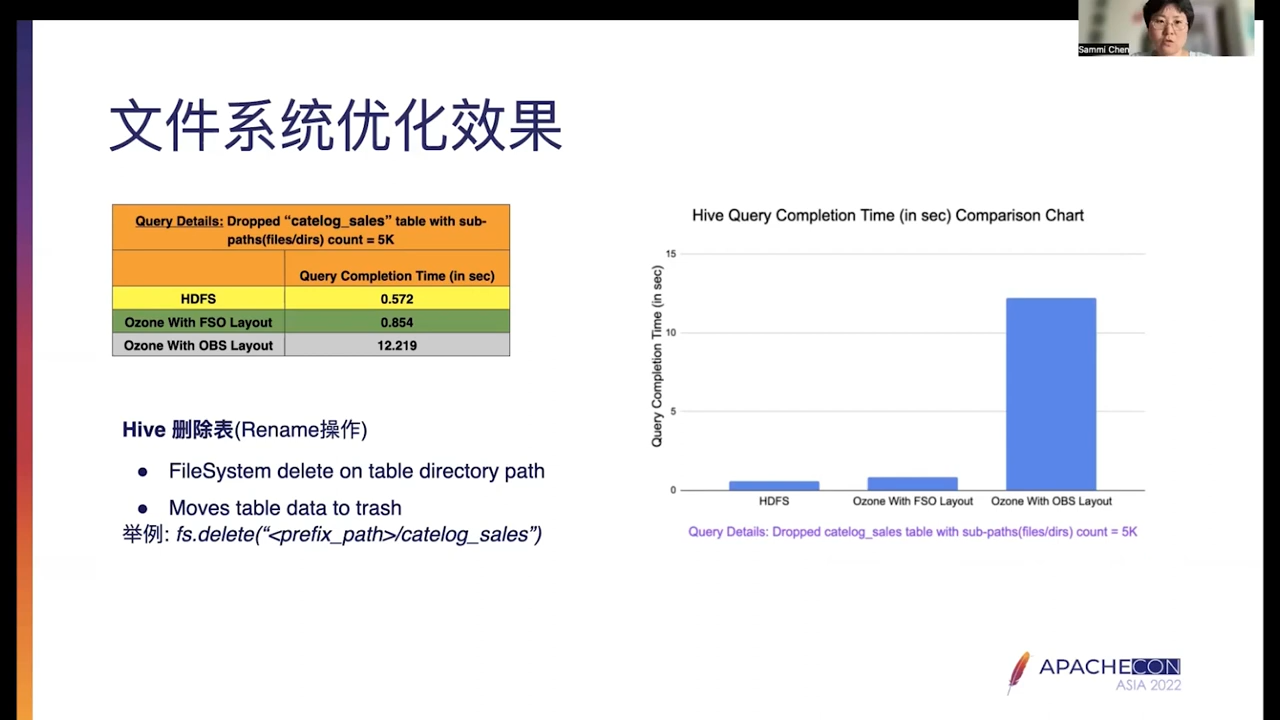 Sammi Chen
文件系统优化效果
Query Details: Dropped “catelog_sales” table with sub-
paths(files/dirs) count = 5K
Query Completion Time (in sec)
HDFS 0.572
Ozone With FSO Layout 0.854
Ozone With OBS Layout 12.219
Hive 删除表(Rename操作)
● FileSystem delete on table directory path
● Moves table data to trash
举例: fs.delete(“<prefix_path>/catelog_sales”)
Hive Query Completion Time (in sec) Comparison Chart
Query Completion Time (in sec)
15
10
5
0
HDFS Ozone With FSO Layout Ozone With OBS Layout
Query Details: Dropped catelog_sales table with sub-paths(files/dirs) count = 5K
APACHECON
ASIA 2022